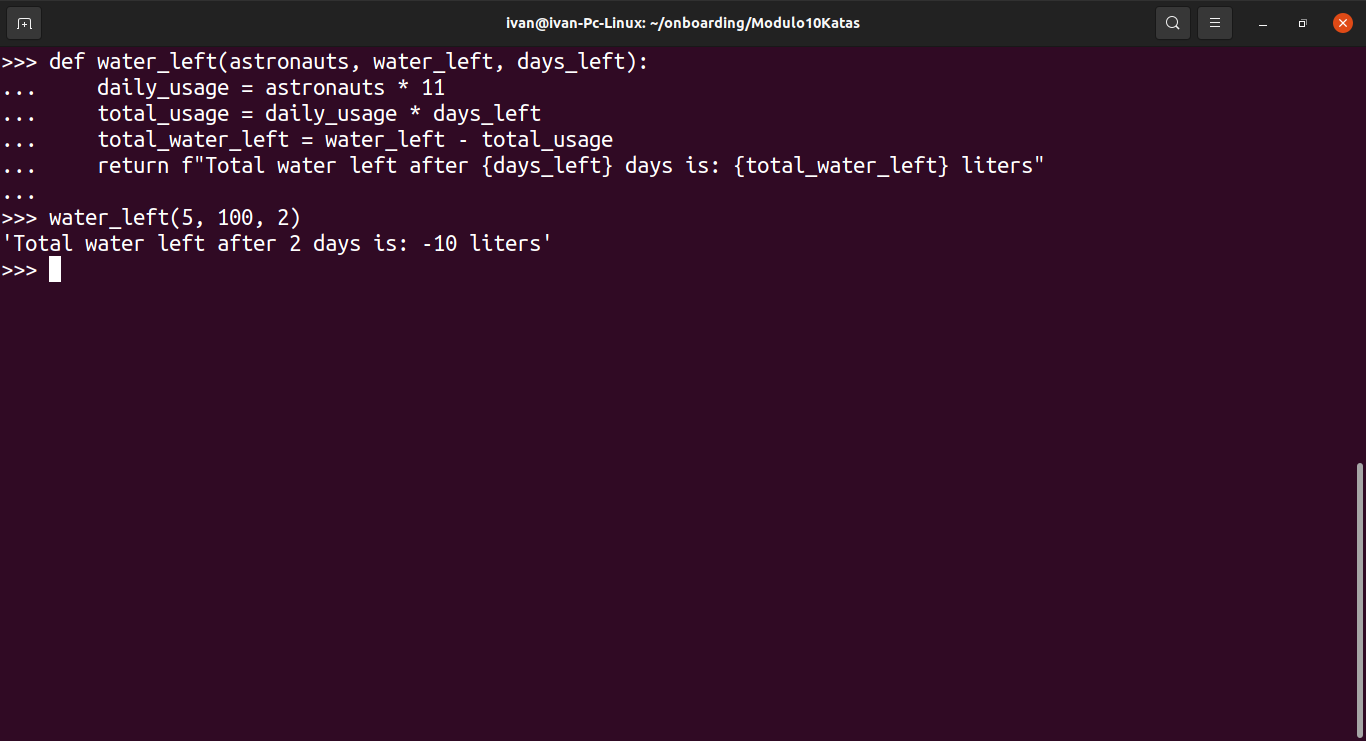 ivan@ivan-Pc-Linux: ~/onboarding/Modulo10Katas
>>> def water_left(astronauts, water_left, days_left):
...     daily_usage = astronauts * 11
...     total_usage = daily_usage * days_left
...     total_water_left = water_left - total_usage
...     return f"Total water left after {days_left} days is: {total_water_left} liters"
...
>>> water_left(5, 100, 2)
'Total water left after 2 days is: -10 liters'
>>>